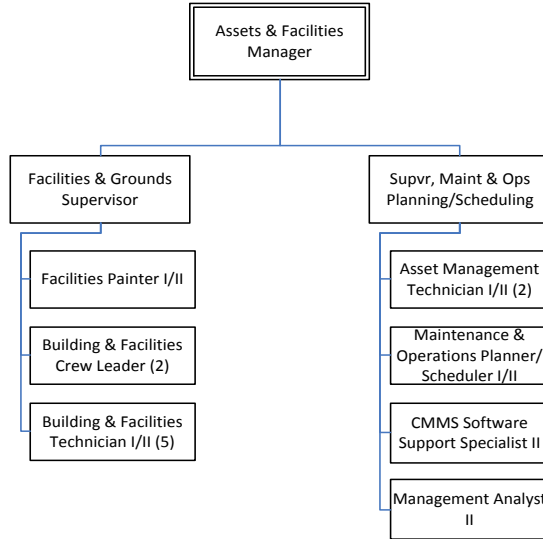 Assets & Facilities
Manager
Facilities & Grounds
Supervisor
Facilities Painter I/II
Building & Facilities
Crew Leader (2)
Building & Facilities
Technician I/II (5)
Supvr, Maint & Ops
Planning/Scheduling
Asset Management
Technician I/II (2)
Maintenance &
Operations Planner/
Scheduler I/II
CMMS Software
Support Specialist II
Management Analyst
II